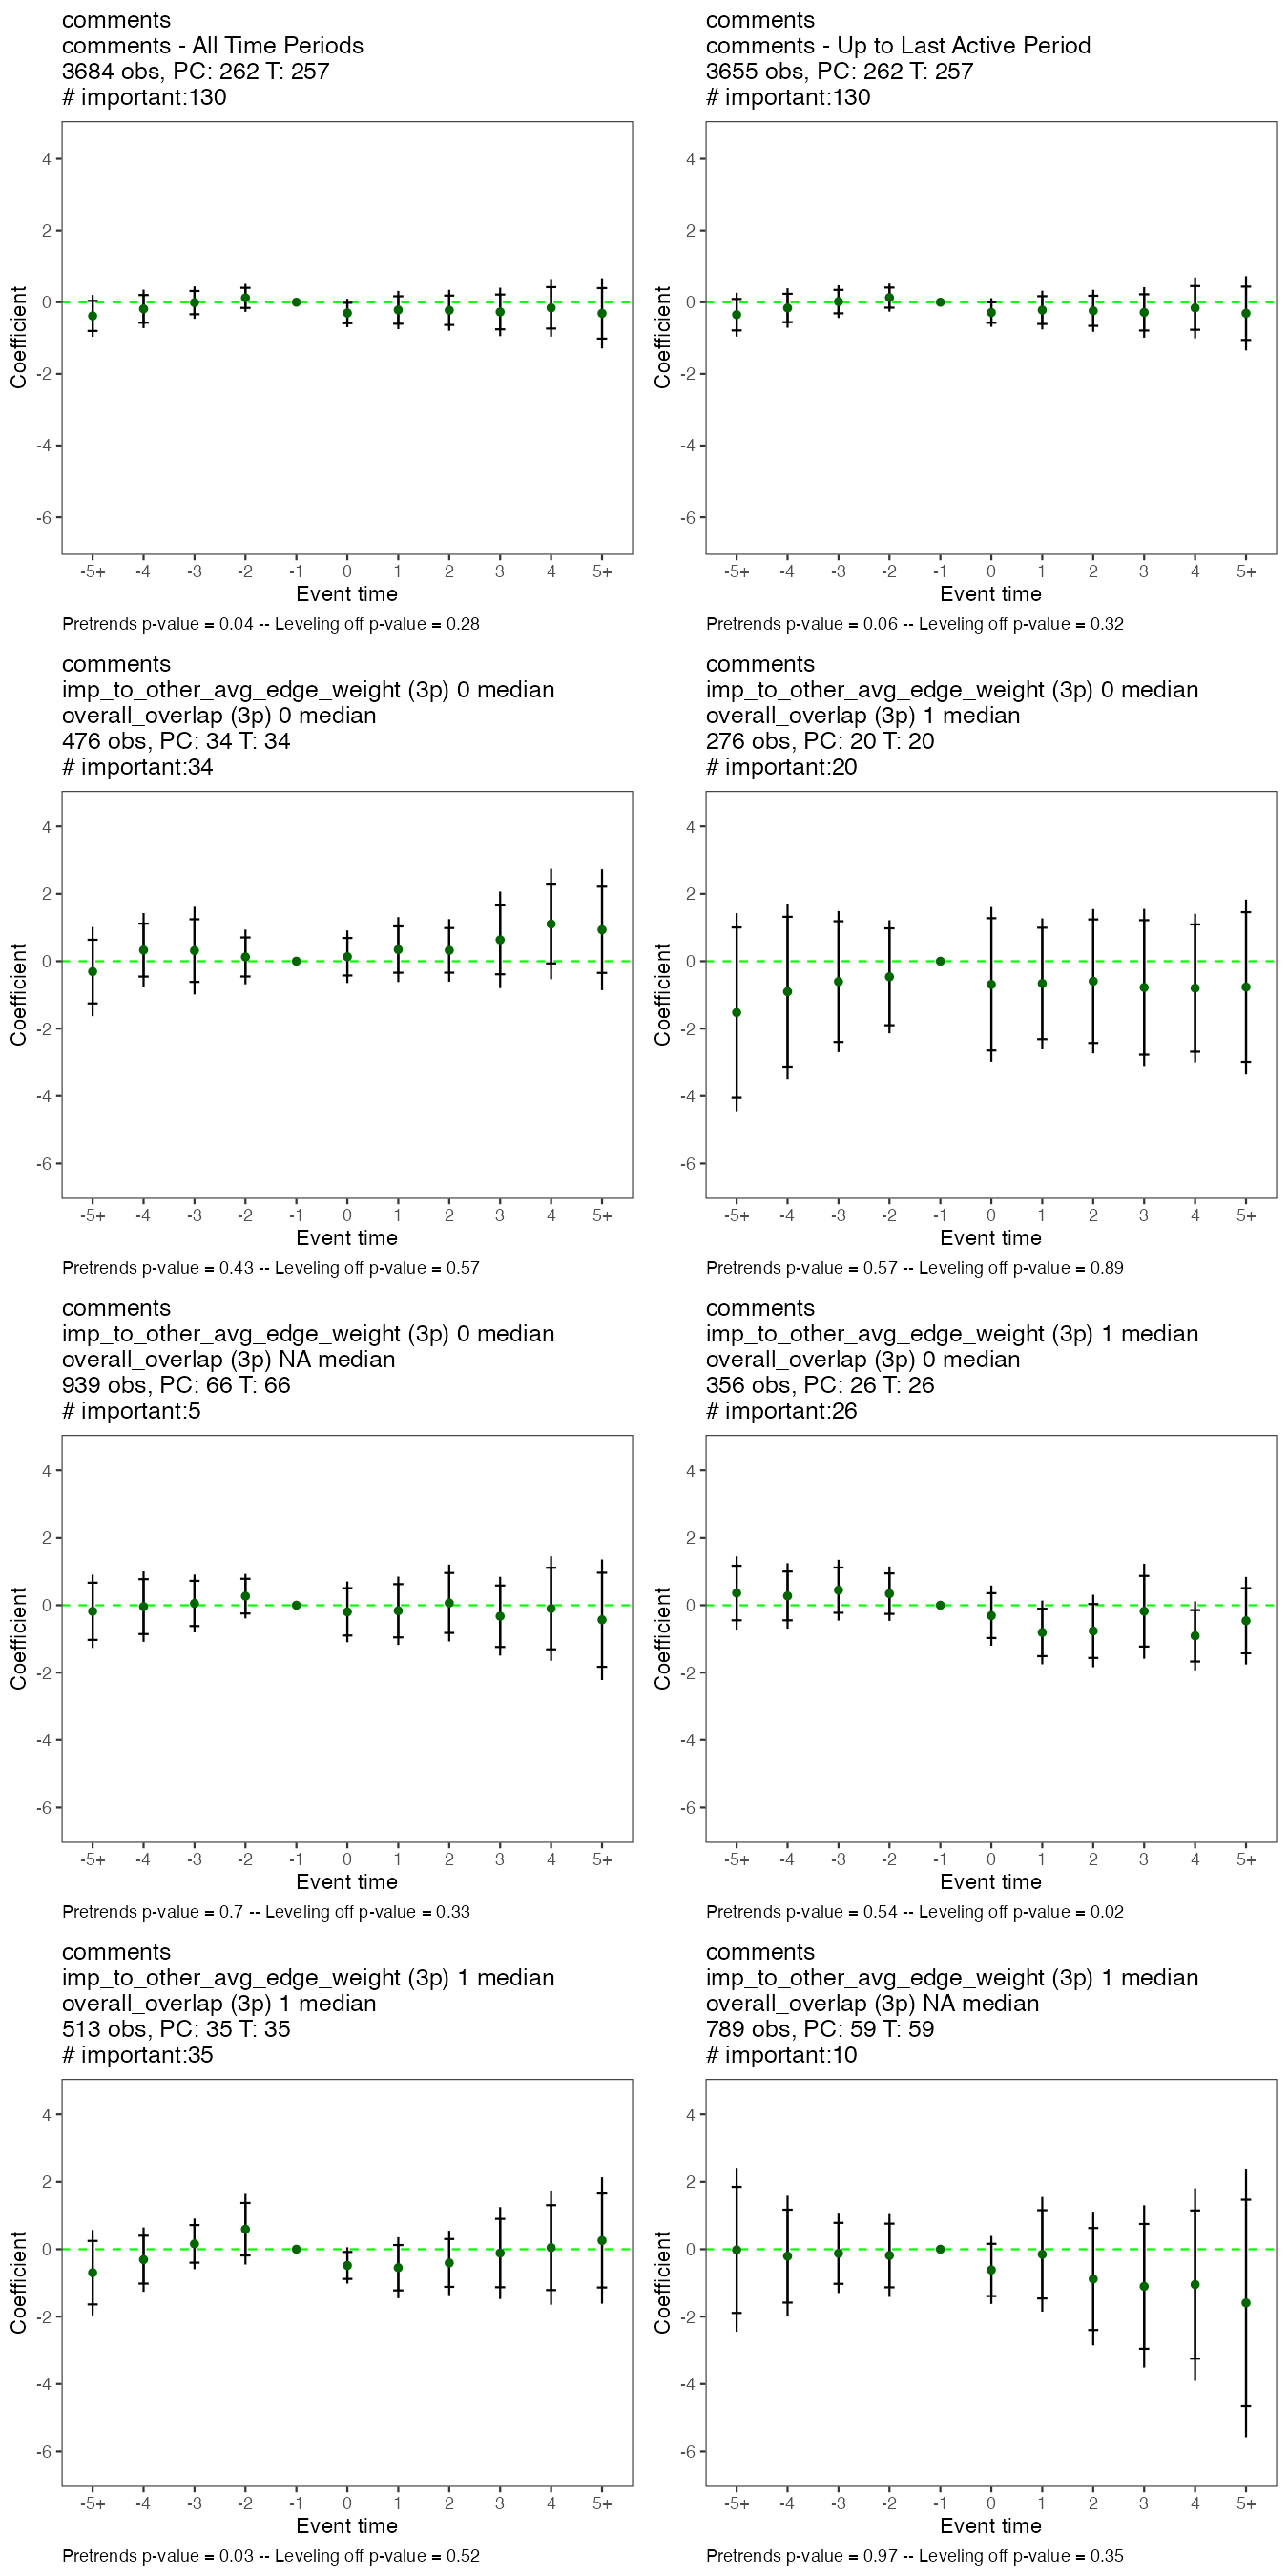 comments
comments - All Time Periods
3684 obs, PC: 262 T: 257
# important:130
4
2
0
-2
-4
-6
Coefficient
-5+ -4 -3 -2 -1 0 1 2 3 4 5+
Event time
Pretrends p-value = 0.04 -- Leveling off p-value = 0.28
comments
comments - Up to Last Active Period
3655 obs, PC: 262 T: 257
# important:130
4
2
0
-2
-4
-6
Coefficient
-5+ -4 -3 -2 -1 0 1 2 3 4 5+
Event time
Pretrends p-value = 0.06 -- Leveling off p-value = 0.32
comments
imp_to_other_avg_edge_weight (3p) 0 median
overall_overlap (3p) 0 median
476 obs, PC: 34 T: 34
# important:34
4
2
0
-2
-4
-6
Coefficient
-5+ -4 -3 -2 -1 0 1 2 3 4 5+
Event time
Pretrends p-value = 0.43 -- Leveling off p-value = 0.57
comments
imp_to_other_avg_edge_weight (3p) 0 median
overall_overlap (3p) 1 median
276 obs, PC: 20 T: 20
# important:20
4
2
0
-2
-4
-6
Coefficient
-5+ -4 -3 -2 -1 0 1 2 3 4 5+
Event time
Pretrends p-value = 0.57 -- Leveling off p-value = 0.89
comments
imp_to_other_avg_edge_weight (3p) 0 median
overall_overlap (3p) NA median
939 obs, PC: 66 T: 66
# important:5
4
2
0
-2
-4
-6
Coefficient
-5+ -4 -3 -2 -1 0 1 2 3 4 5+
Event time
Pretrends p-value = 0.7 -- Leveling off p-value = 0.33
comments
imp_to_other_avg_edge_weight (3p) 1 median
overall_overlap (3p) 0 median
356 obs, PC: 26 T: 26
# important:26
4
2
0
-2
-4
-6
Coefficient
-5+ -4 -3 -2 -1 0 1 2 3 4 5+
Event time
Pretrends p-value = 0.54 -- Leveling off p-value = 0.02
comments
imp_to_other_avg_edge_weight (3p) 1 median
overall_overlap (3p) 1 median
513 obs, PC: 35 T: 35
# important:35
4
2
0
-2
-4
-6
Coefficient
-5+ -4 -3 -2 -1 0 1 2 3 4 5+
Event time
Pretrends p-value = 0.03 -- Leveling off p-value = 0.52
comments
imp_to_other_avg_edge_weight (3p) 1 median
overall_overlap (3p) NA median
789 obs, PC: 59 T: 59
# important:10
4
2
0
-2
-4
-6
Coefficient
-5+ -4 -3 -2 -1 0 1 2 3 4 5+
Event time
Pretrends p-value = 0.97 -- Leveling off p-value = 0.35